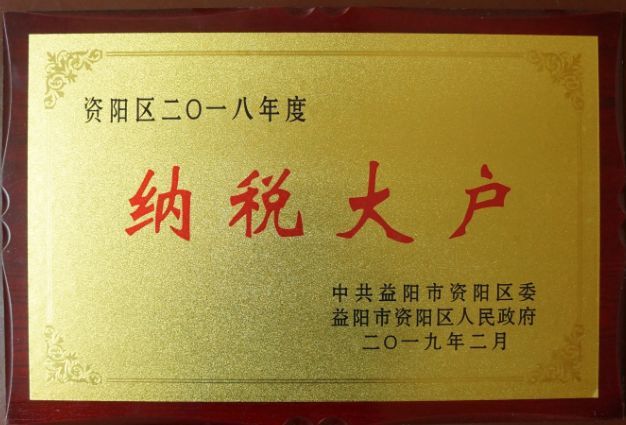 资阳区二〇一八年度
纳税大户
中共益阳市资阳区委
益阳市资阳区人民政府
二〇一九年二月